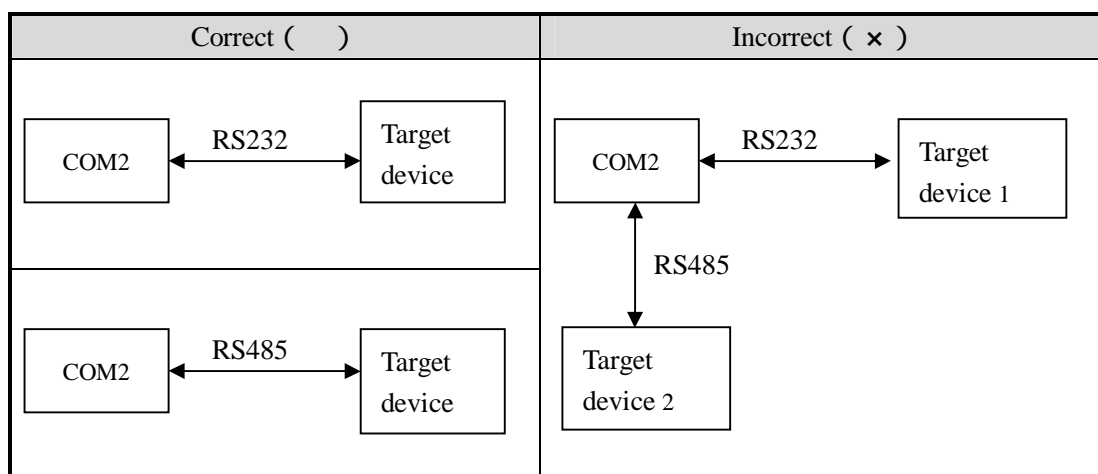 Correct (    )
Incorrect ( × )
COM2
RS232
Target
device
COM2
RS485
Target
device
COM2
RS232
Target
device 1
RS485
Target
device 2